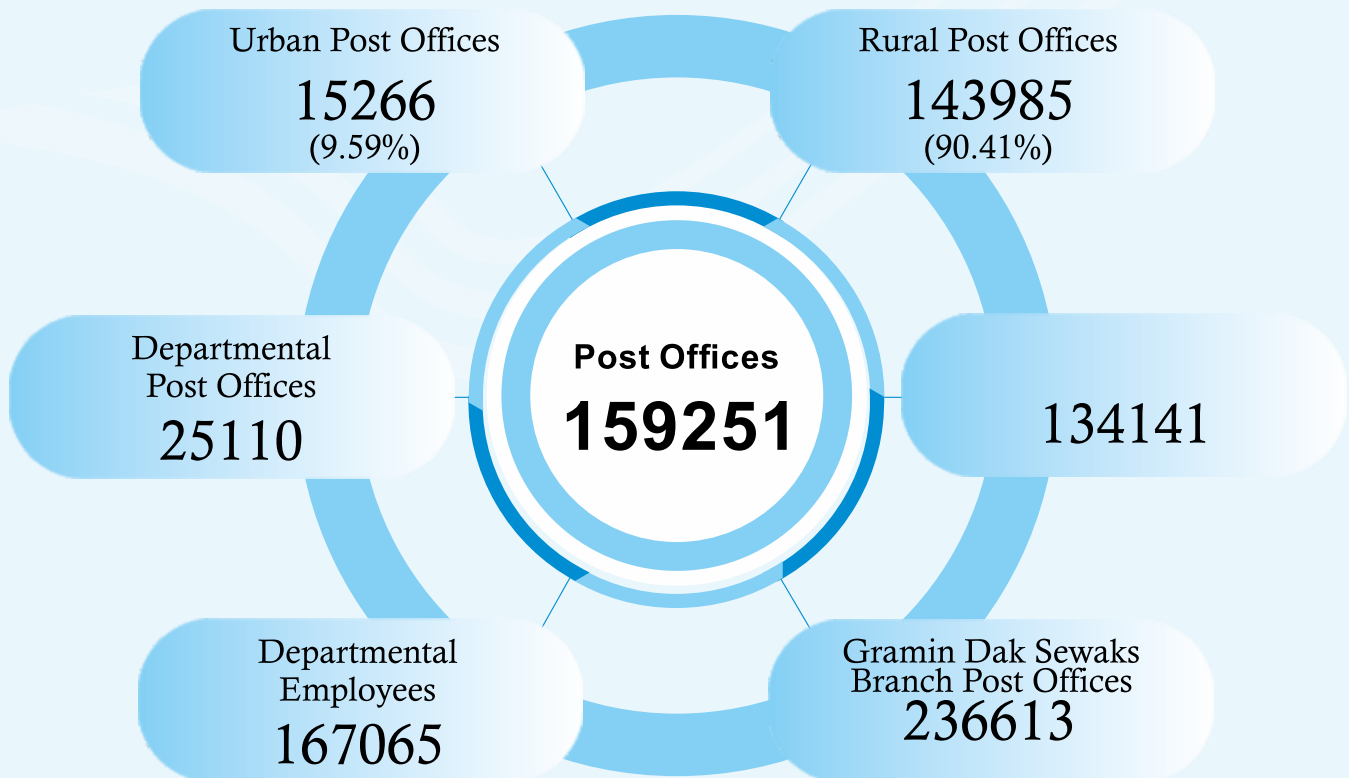 Urban Post Offices
15266
(9.59%)
Rural Post Offices
143985
(90.41%)
Departmental
Post Offices
25110
Post Offices
159251
134141
Departmental
Employees
167065
Gramin Dak Sewaks
Branch Post Offices
236613